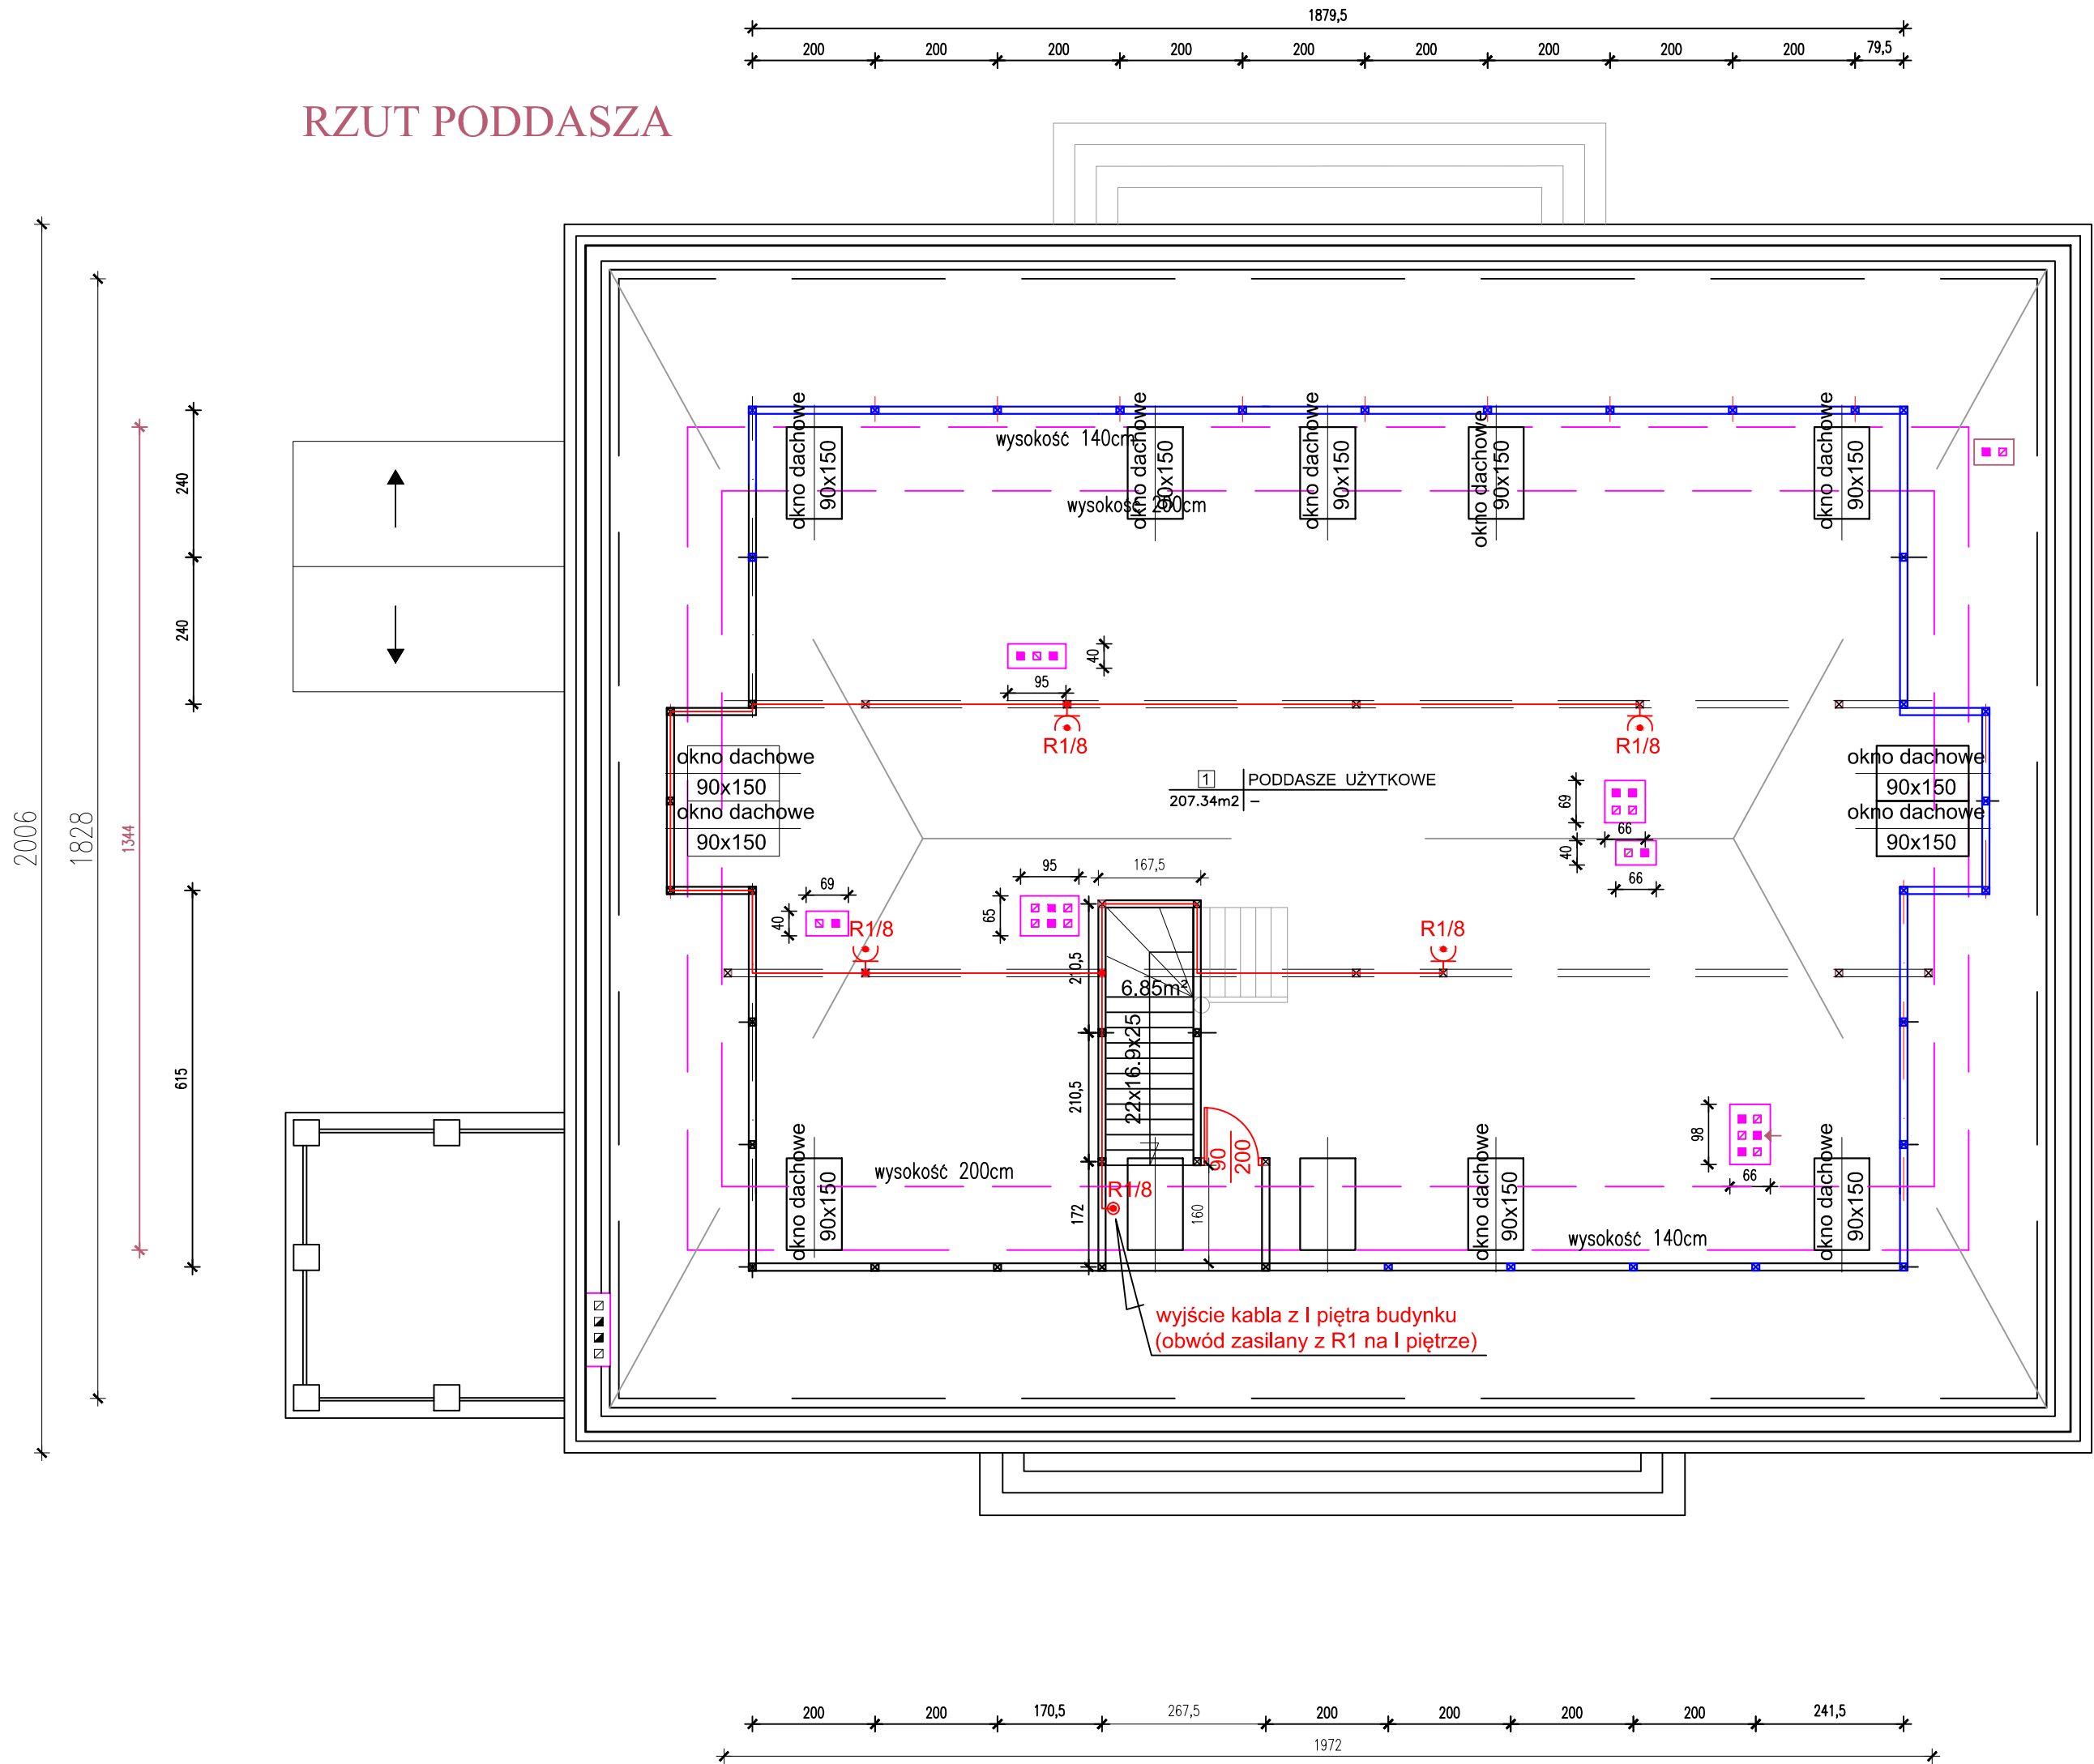 1879,5
200 200 200 200 200 200 200 200 200 79,5
RZUT PODDASZA
okno dachowe
90x150
okno dachowe
90x150
okno dachowe
90x150
okno dachowe
90x150
okno dachowe
90x150
wysokość 140cm
wysokość 200cm
240
240
615
2006
1828
1344
40
95
R1/8
R1/8
okno dachowe
90x150
okno dachowe
90x150
1 PODDASZE UŻYTKOWE
207.34m2 –
okno dachowe
90x150
okno dachowe
90x150
69
66
40
66
69
40
95
65
167,5
R1/8
R1/8
210,5
6.85m²
22x16.9x25
210,5
98
66
90
200
okno dachowe
90x150
wysokość 200cm
R1/8
172
160
okno dachowe
90x150
okno dachowe
90x150
wysokość 140cm
wyjście kabla z I piętra budynku
(obwód zasilany z R1 na I piętrze)
200 200 170,5 267,5 200 200 200 200 241,5
1972